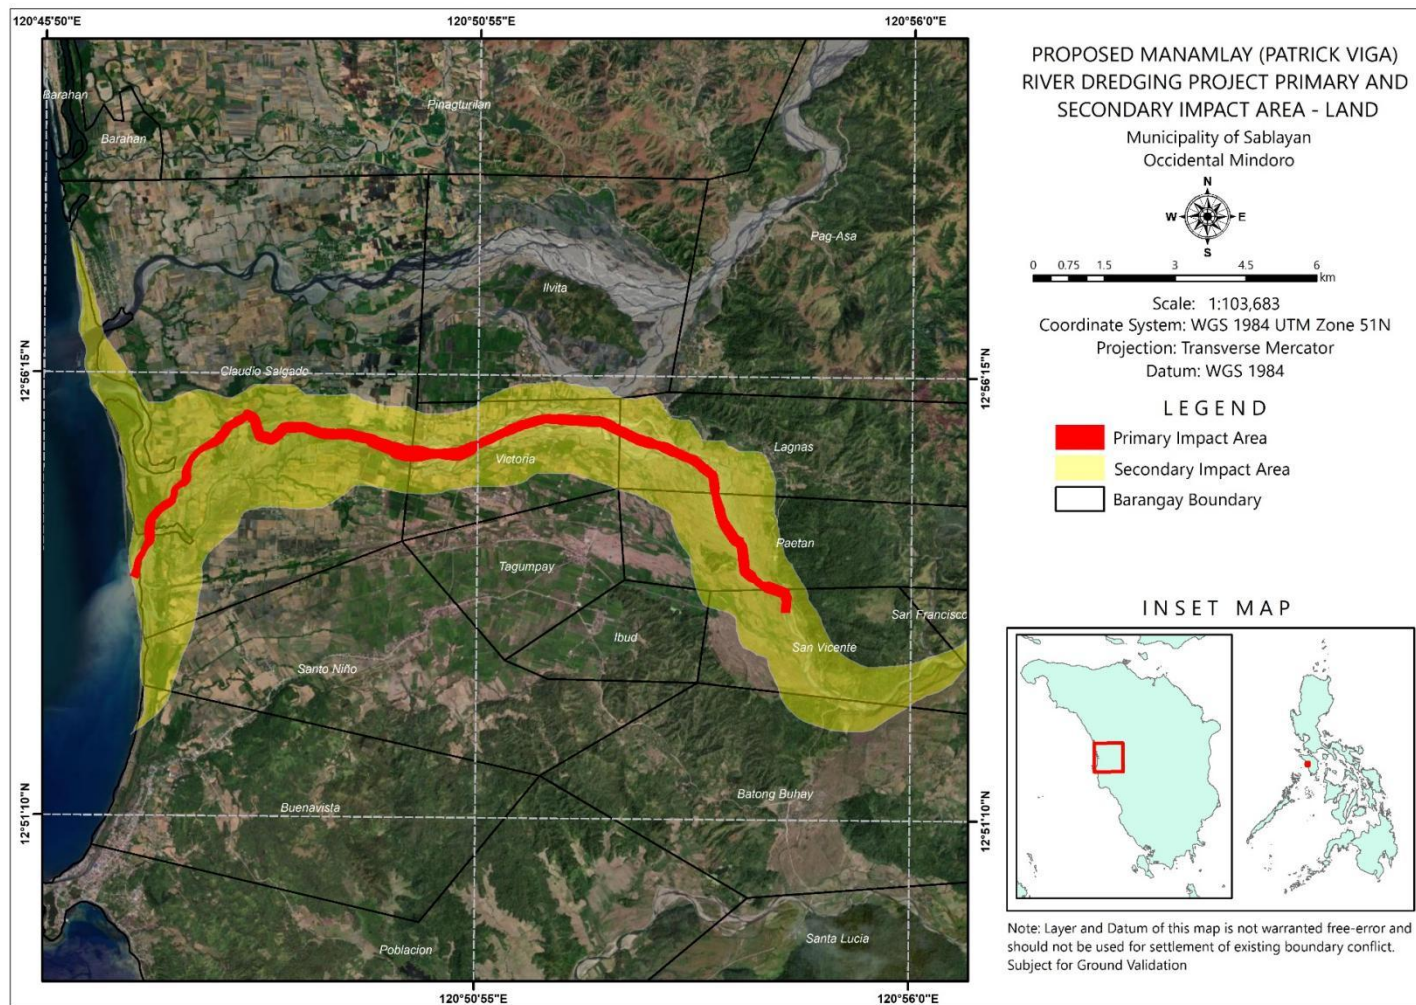 120°45'50"E
120°50'55"E
120°56'0"E
PROPOSED MANAMLAY (PATRICK VIGA)
RIVER DREDGING PROJECT PRIMARY AND
SECONDARY IMPACT AREA - LAND
Municipality of Sablayan
Occidental Mindoro
N
W E
S
0 0.75 1.5 3 4.5 6
km
Scale: 1:103,683
Coordinate System: WGS 1984 UTM Zone 51N
Projection: Transverse Mercator
Datum: WGS 1984
LEGEND
Primary Impact Area
Secondary Impact Area
Barangay Boundary
INSET MAP
Note: Layer and Datum of this map is not warranted free-error and
should not be used for settlement of existing boundary conflict.
Subject for Ground Validation
Barahan
Pinagturilan
Barahan
Pag-Asa
Ilvita
12°56'15"N
12°56'15"N
Claudio Salgado
Lagnas
Victoria
Paetan
Tagumpay
San Francisco
Ibud
San Vicente
Santo Niño
Batong Buhay
Buenavista
12°51'10"N
12°51'10"N
Poblacion
Santa Lucia
120°50'55"E
120°56'0"E